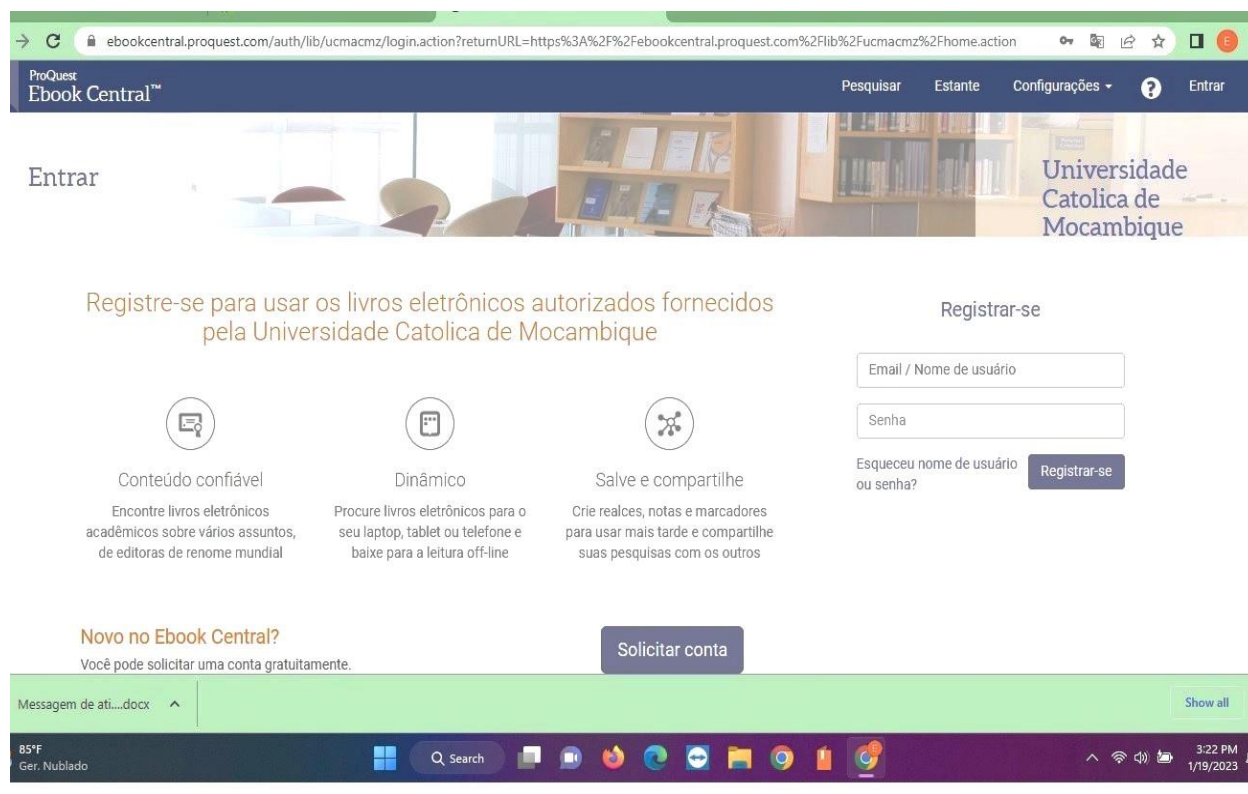 ebookcentral.proquest.com/auth/lib/ucmacmz/login.action?returnURL=https%3A%2F%2Febookcentral.proquest.com%2Flib%2Fucmacmz%2Fhome.action
E
ProQuest
Ebook Central™
Pesquisar Estante Configurações ? Entrar
Entrar
Universidade
Catolica de
Mocambique
Registre-se para usar os livros eletrônicos autorizados fornecidos
pela Universidade Catolica de Mocambique
Conteúdo confiável
Encontre livros eletrônicos
acadêmicos sobre vários assuntos,
de editoras de renome mundial
Dinâmico
Procure livros eletrônicos para o
seu laptop, tablet ou telefone e
baixe para a leitura off-line
Salve e compartilhe
Crie realces, notas e marcadores
para usar mais tarde e compartilhe
suas pesquisas com os outros
Registrar-se
Email / Nome de usuário
Senha
Esqueceu nome de usuário
ou senha?
Registrar-se
Novo no Ebook Central?
Você pode solicitar uma conta gratuitamente.
Solicitar conta
Messagem de ati....docx
Show all
85°F
Ger. Nublado
Search
3:22 PM
1/19/2023